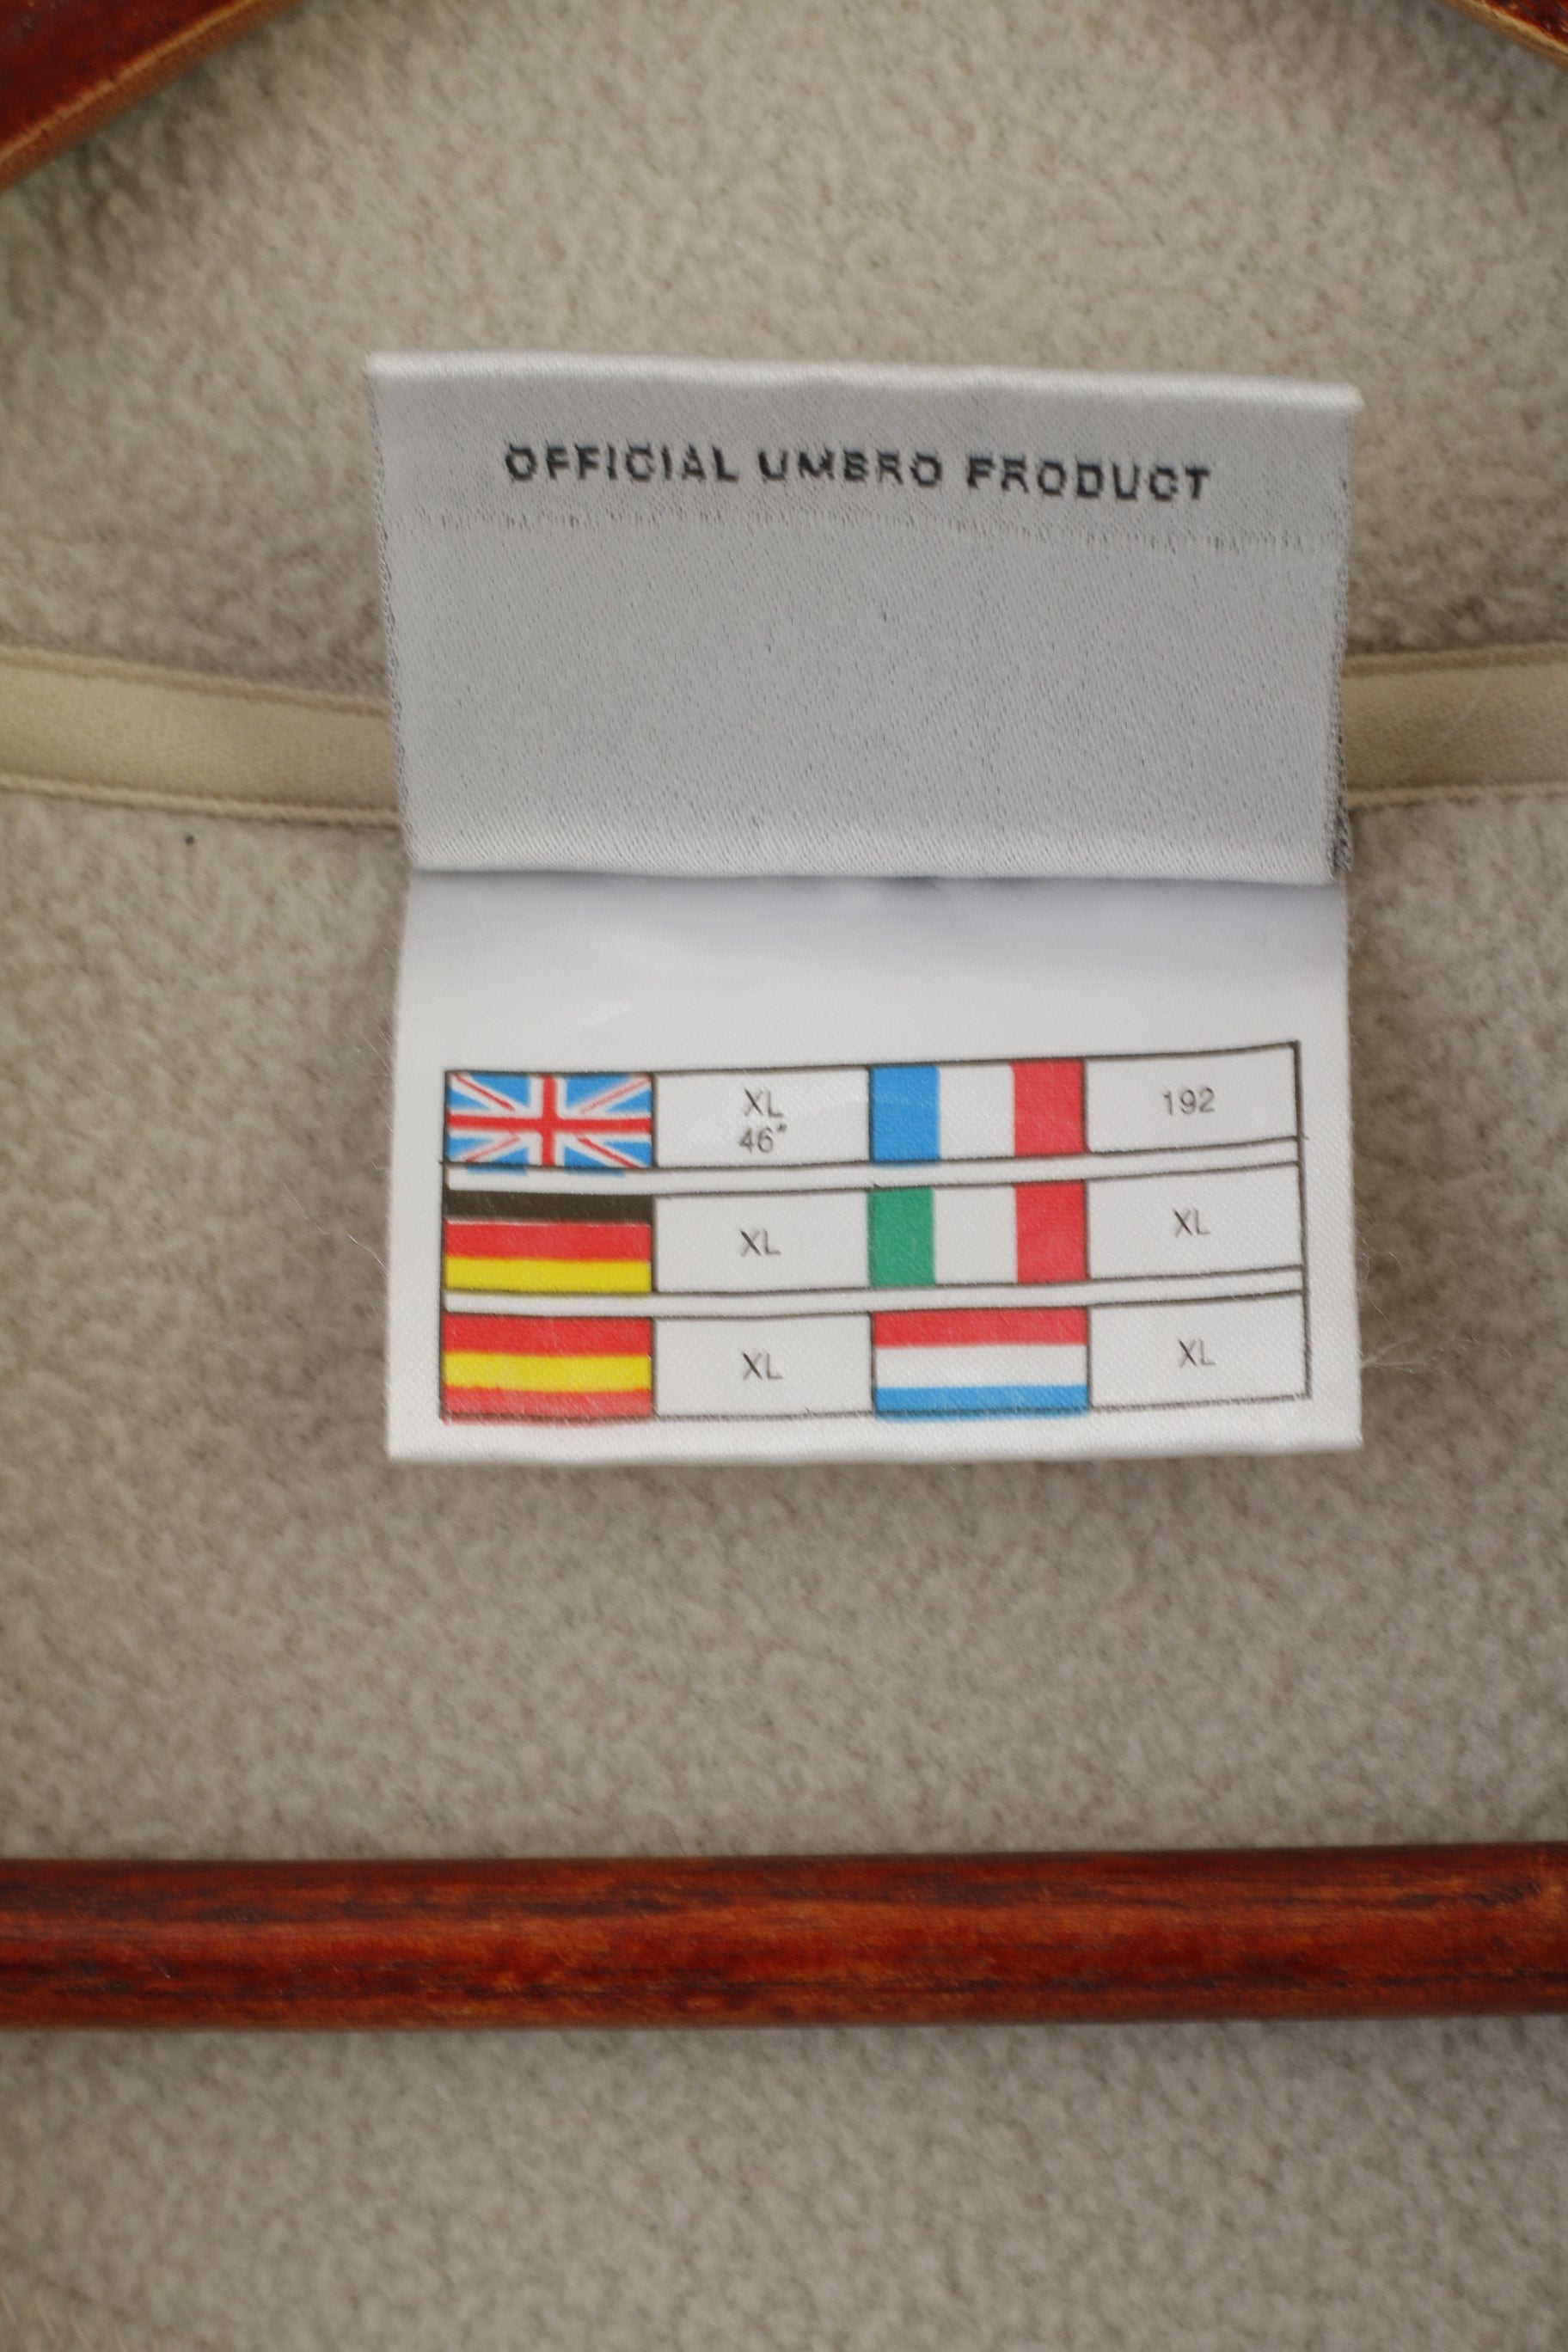 OFFICIAL UMBRO PRODUCT
XL 192
46"
XL XL
XL XL